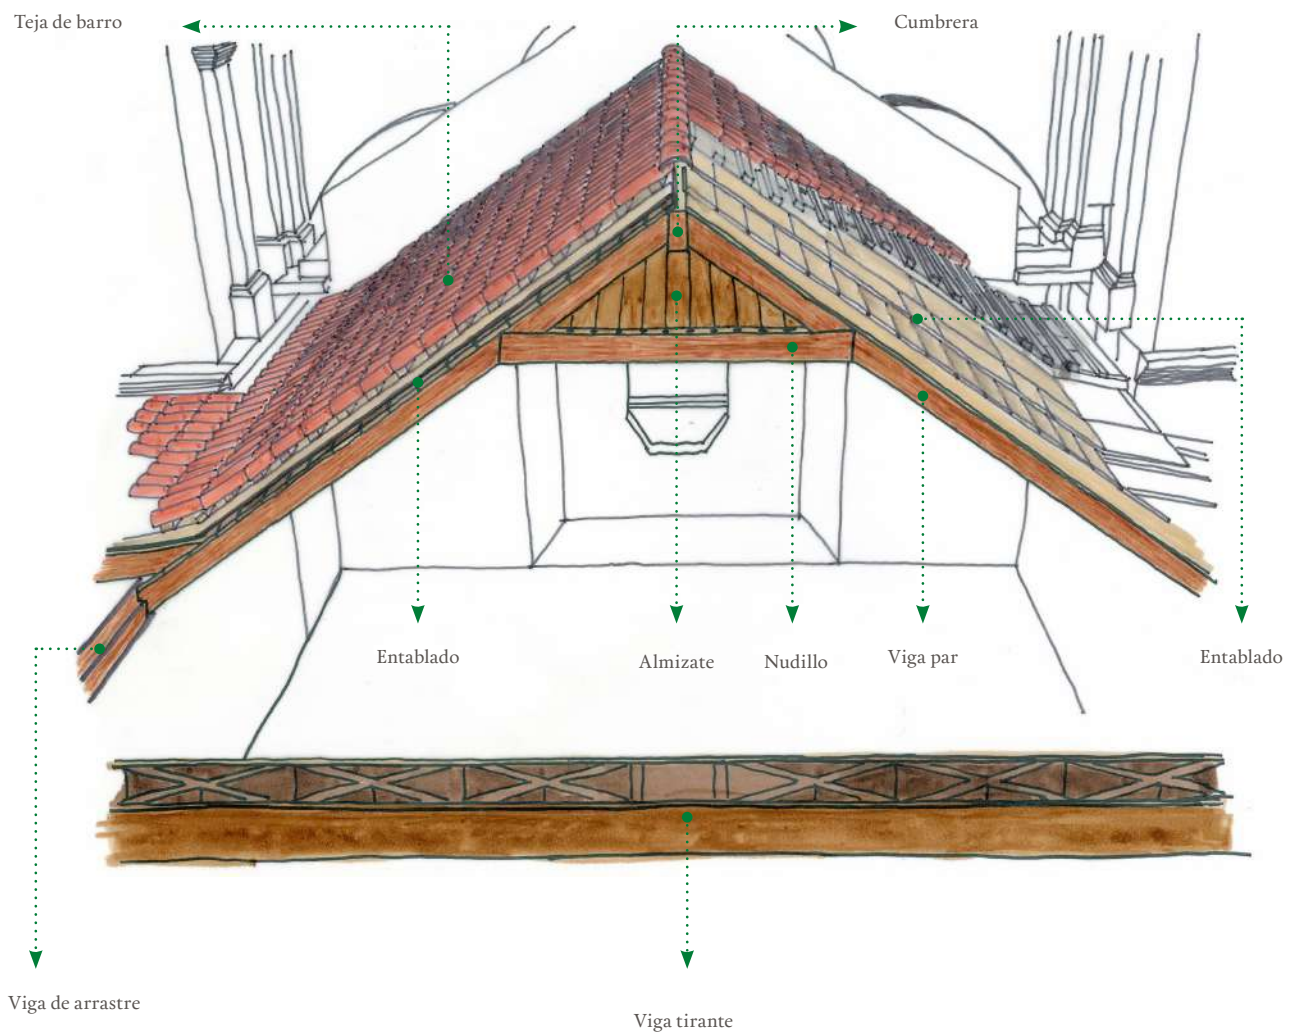 Teja de barro
Cumbrera
Entablado
Almizate
Nudillo
Viga par
Entablado
Viga de arrastre
Viga tirante